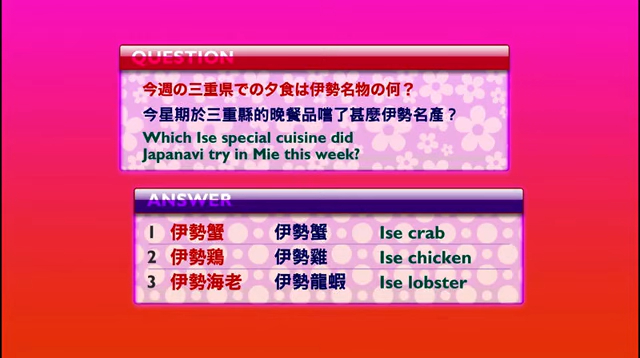 QUESTION
今週の三重県での夕食は伊勢名物の何？
今星期於三重縣的晚餐品嚐了甚麼伊勢名產？
Which Ise special cuisine did
Japanavi try in Mie this week?
ANSWER
1 伊勢蟹 伊勢蟹 Ise crab
2 伊勢鶏 伊勢雞 Ise chicken
3 伊勢海老 伊勢龍蝦 Ise lobster